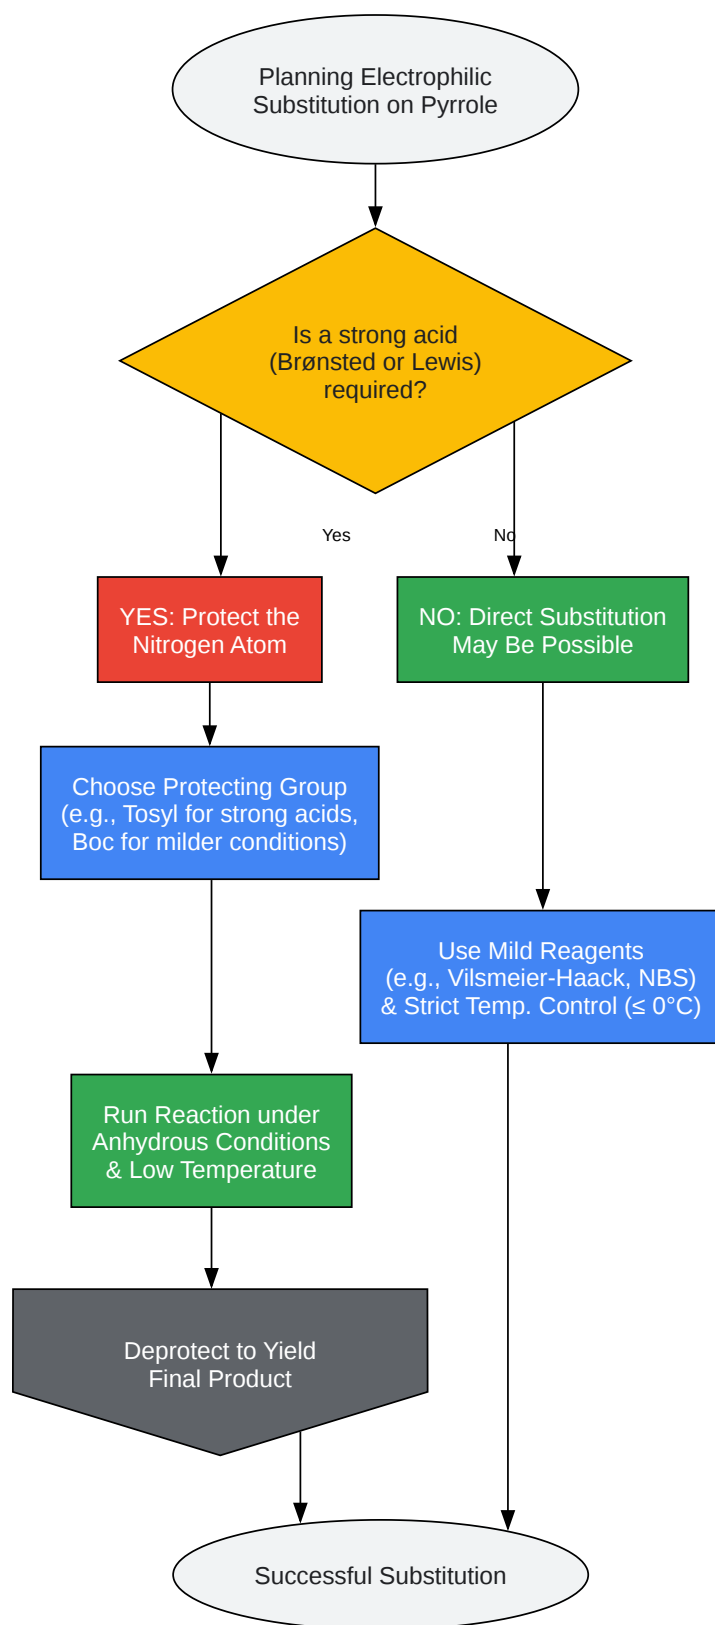 Planning Electrophilic
Substitution on Pyrrole
Is a strong acid
(Brønsted or Lewis)
required?
Yes
No
YES: Protect the
Nitrogen Atom
NO: Direct Substitution
May Be Possible
Choose Protecting Group
(e.g., Tosyl for strong acids,
Boc for milder conditions)
Use Mild Reagents
(e.g., Vilsmeier-Haack, NBS)
& Strict Temp. Control (≤ 0°C)
Run Reaction under
Anhydrous Conditions
& Low Temperature
Deprotect to Yield
Final Product
Successful Substitution